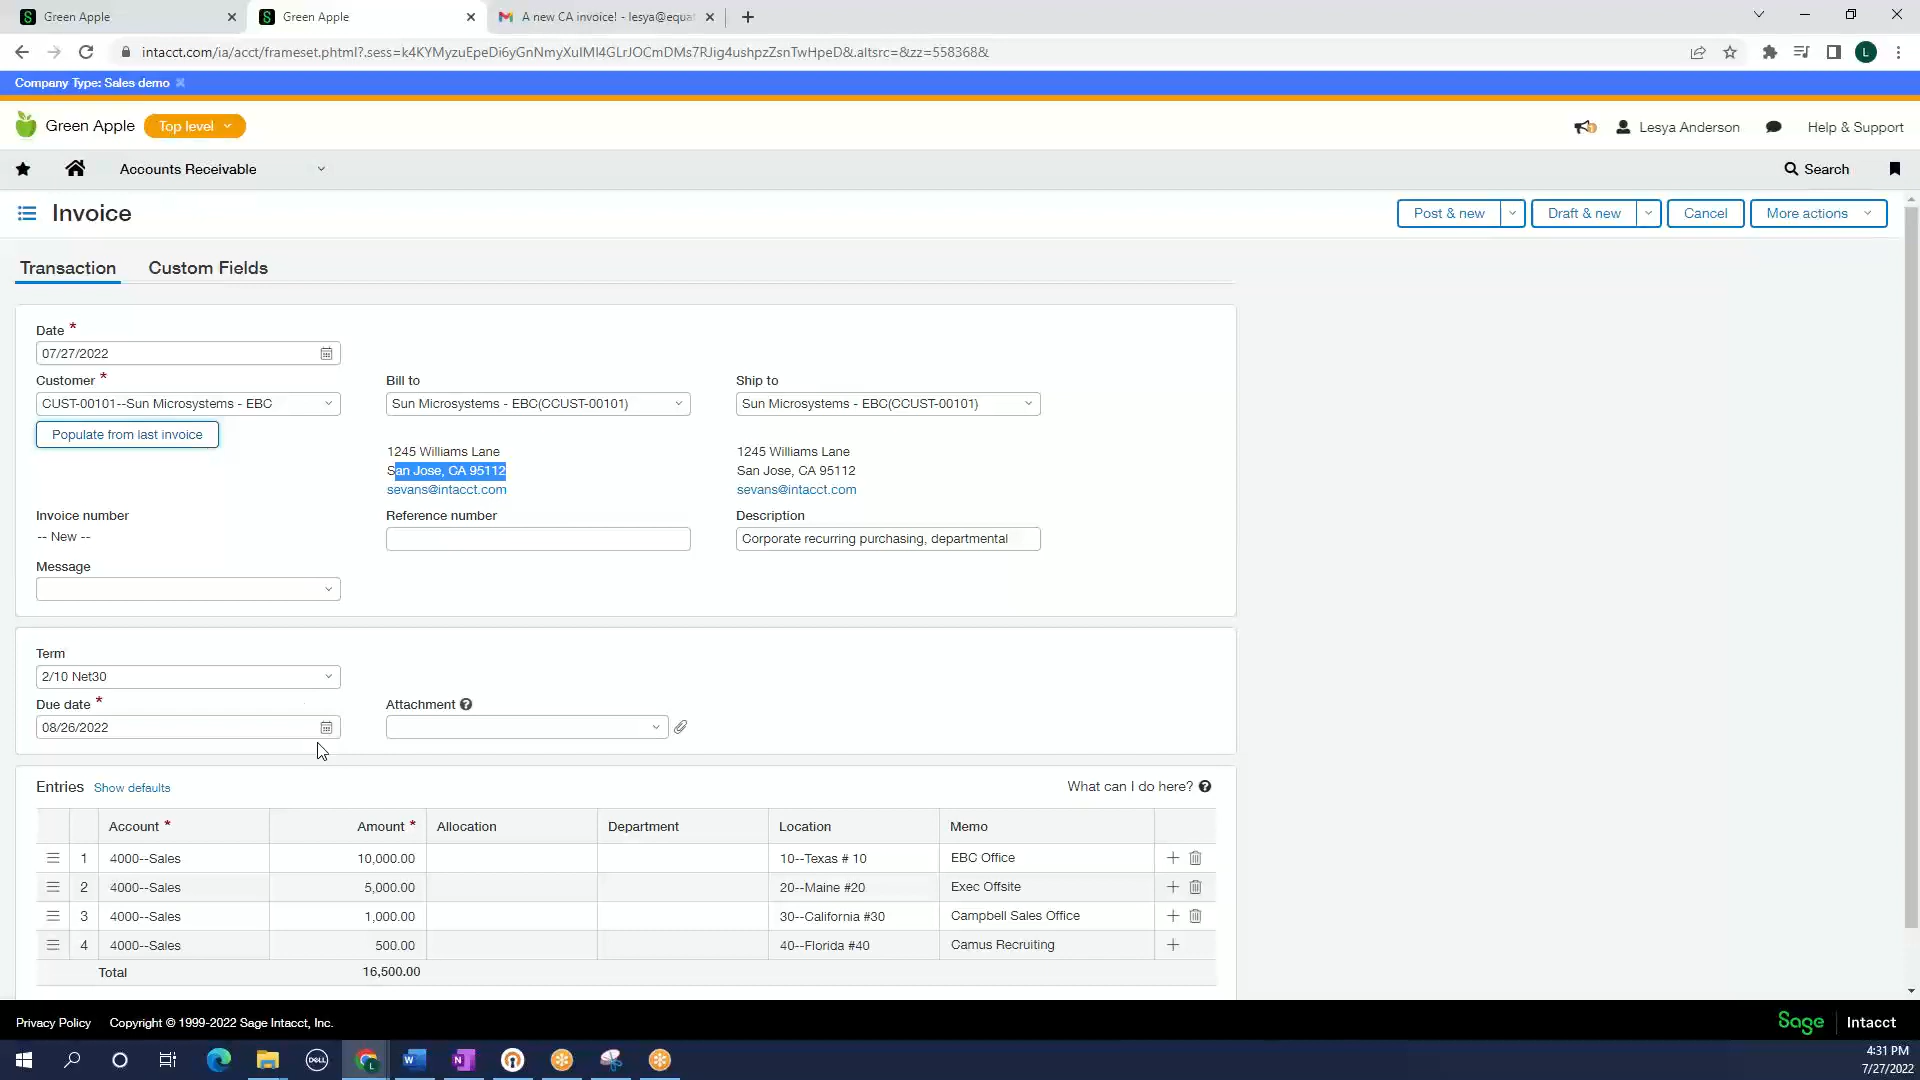 Green Apple
Green Apple
A new CA invoice! - lesya@equat
intacct.com/ia/acct/frameset.phtml?.sess=k4KYMyzuEpeDi6yGnNmyXuIMl4GLrJOCmDMs7RJig4ushpzZsnTwHpeD&.altsrc=&zz=558368&
L
Company Type: Sales demo
Green Apple
Top level
Lesya Anderson
Help & Support
Accounts Receivable
Search
Invoice
Post & new
Draft & new
Cancel
More actions
Transaction
Custom Fields
Date *
07/27/2022
Customer *
Bill to
Ship to
CUST-00101--Sun Microsystems - EBC
Sun Microsystems - EBC(CCUST-00101)
Sun Microsystems - EBC(CCUST-00101)
Populate from last invoice
1245 Williams Lane
San Jose, CA 95112
sevans@intacct.com
1245 Williams Lane
San Jose, CA 95112
sevans@intacct.com
Invoice number
-- New --
Reference number
Description
Corporate recurring purchasing, departmental
Message
Term
2/10 Net30
Due date *
08/26/2022
Attachment ?
Entries Show defaults
What can I do here? ?
Account * Amount * Allocation Department Location Memo
1 4000--Sales 10,000.00 10--Texas # 10 EBC Office
2 4000--Sales 5,000.00 20--Maine #20 Exec Offsite
3 4000--Sales 1,000.00 30--California #30 Campbell Sales Office
4 4000--Sales 500.00 40--Florida #40 Camus Recruiting
Total 16,500.00
Privacy Policy Copyright © 1999-2022 Sage Intacct, Inc.
Sage Intacct
DELL
4:31 PM
7/27/2022